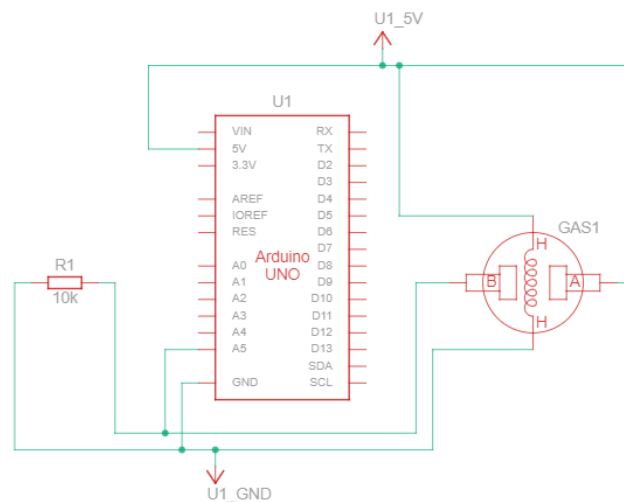 U1_5V
U1
VIN RX
5V TX
3.3V D2
D3
AREF D4
IOREF D5
RES D6
D7
Arduino
UNO
A0 D8
A1 D9
A2 D10
A3 D11
A4 D12
A5 D13
SDA
GND SCL
R1
10k
GAS1
H
B A
H
U1_GND